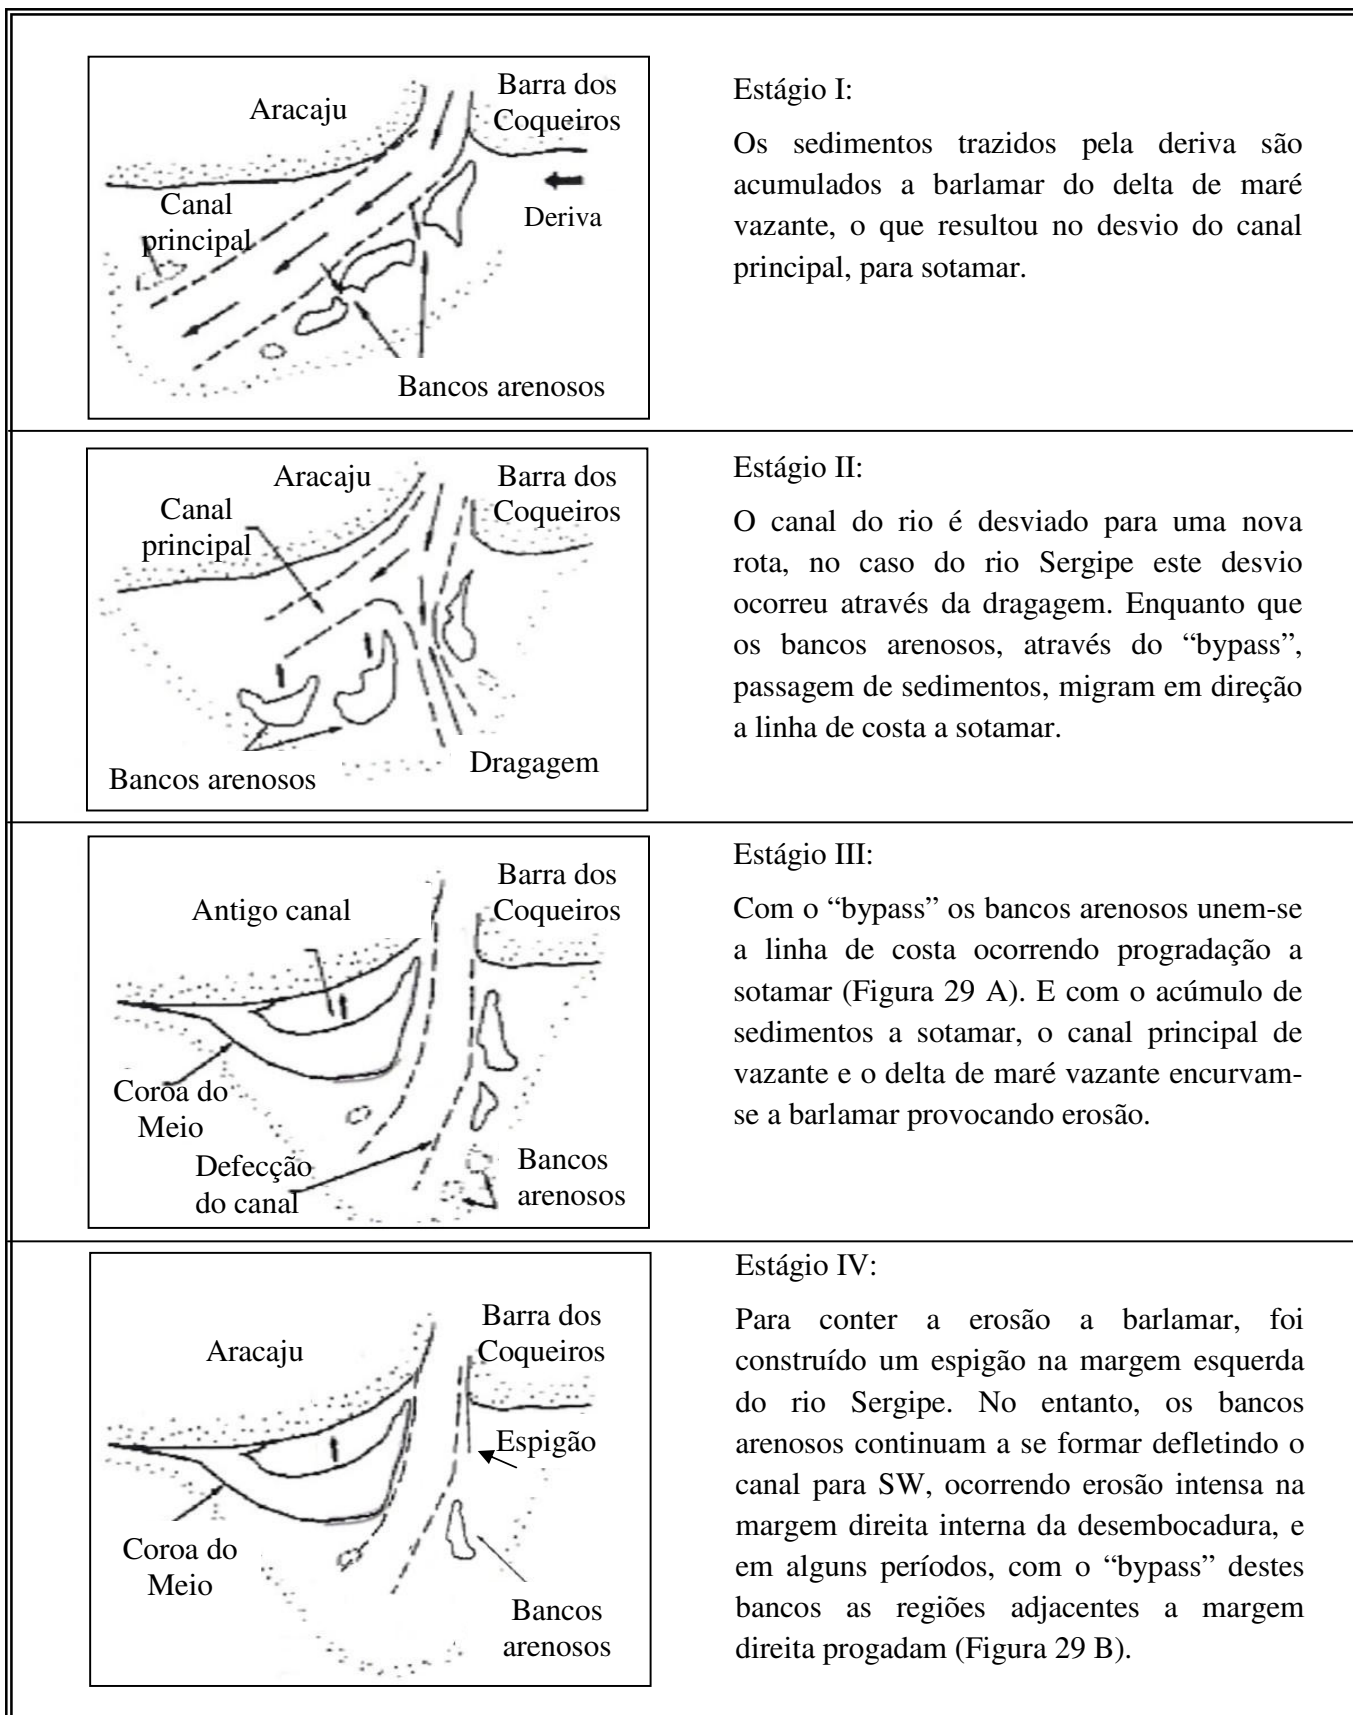 Aracaju
Barra dos
Coqueiros
Canal
principal
Deriva
Bancos arenosos
Estágio I:
Os sedimentos trazidos pela deriva são
acumulados a barlamar do delta de maré
vazante, o que resultou no desvio do canal
principal, para sotamar.
Aracaju
Barra dos
Coqueiros
Canal
principal
Bancos arenosos
Dragagem
Estágio II:
O canal do rio é desviado para uma nova
rota, no caso do rio Sergipe este desvio
ocorreu através da dragagem. Enquanto que
os bancos arenosos, através do “bypass”,
passagem de sedimentos, migram em direção
a linha de costa a sotamar.
Barra dos
Coqueiros
Antigo canal
Coroa do
Meio
Defecção
do canal
Bancos
arenosos
Estágio III:
Com o “bypass” os bancos arenosos unem-se
a linha de costa ocorrendo progradação a
sotamar (Figura 29 A). E com o acúmulo de
sedimentos a sotamar, o canal principal de
vazante e o delta de maré vazante encurvam-
se a barlamar provocando erosão.
Aracaju
Barra dos
Coqueiros
Espigão
Coroa do
Meio
Bancos
arenosos
Estágio IV:
Para conter a erosão a barlamar, foi
construído um espigão na margem esquerda
do rio Sergipe. No entanto, os bancos
arenosos continuam a se formar defletindo o
canal para SW, ocorrendo erosão intensa na
margem direita interna da desembocadura, e
em alguns períodos, com o “bypass” destes
bancos as regiões adjacentes a margem
direita progadam (Figura 29 B).